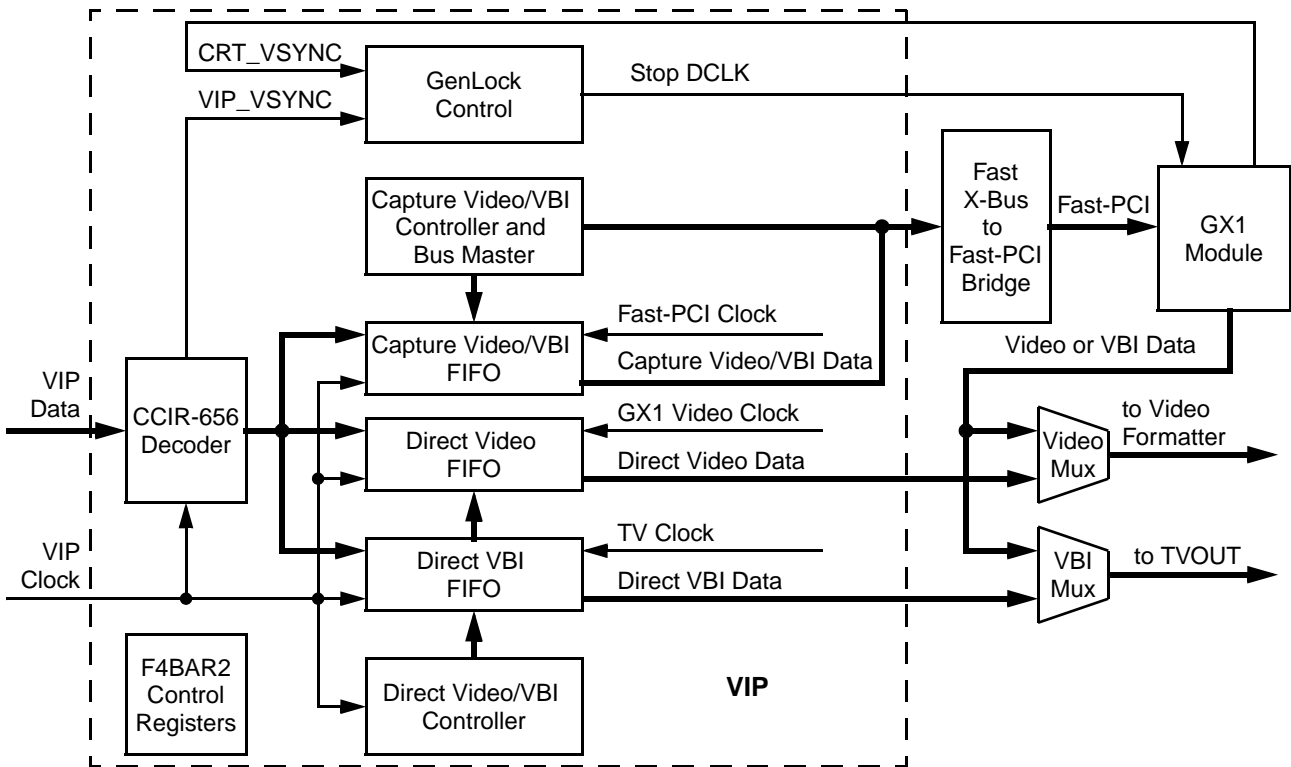 CRT_VSYNC
VIP_VSYNC
GenLock
Control
Stop DCLK
Capture Video/VBI
Controller and
Bus Master
Fast
X-Bus
to
Fast-PCI
Bridge
Fast-PCI
GX1
Module
Fast-PCI Clock
Capture Video/VBI
FIFO
Capture Video/VBI Data
Video or VBI Data
VIP
Data
CCIR-656
Decoder
GX1 Video Clock
Direct Video
FIFO
Direct Video Data
Video
Mux
to Video
Formatter
VIP
Clock
TV Clock
Direct VBI
FIFO
Direct VBI Data
VBI
Mux
to TVOUT
F4BAR2
Control
Registers
Direct Video/VBI
Controller
VIP